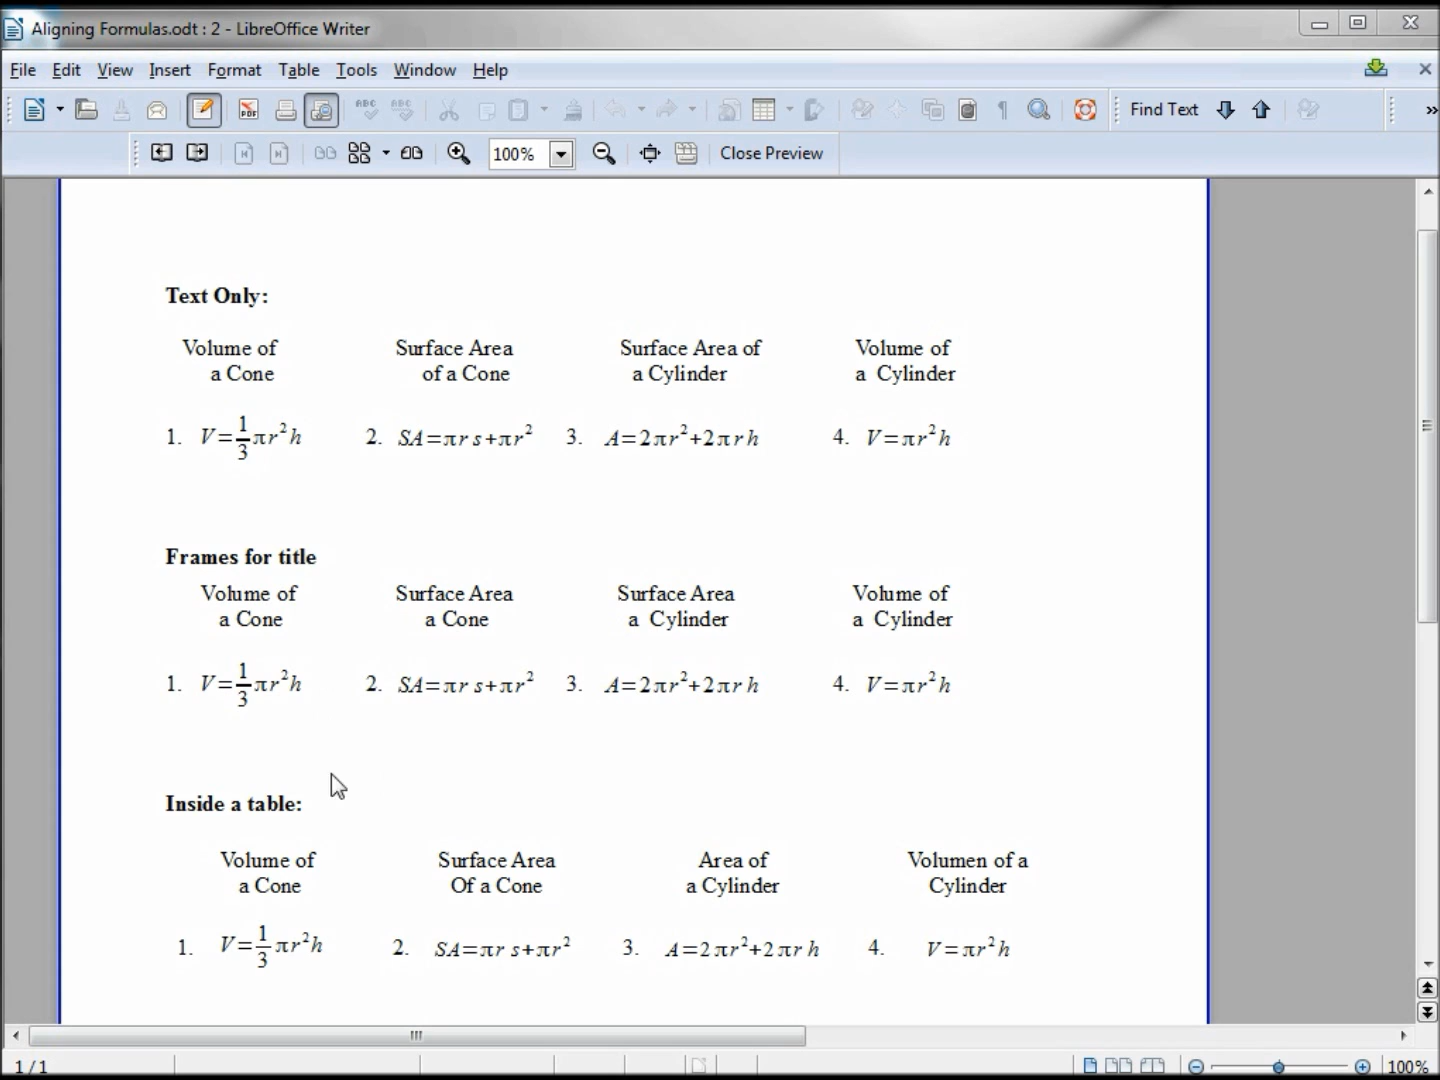 Aligning Formulas.odt : 2 - LibreOffice Writer
File Edit View Insert Format Table Tools Window Help
PDF ABC ABC Find Text
100% Close Preview
Text Only:
Volume of Surface Area Surface Area of Volume of
a Cone of a Cone a Cylinder a Cylinder
1. V=1/3πr²h 2. SA=πrs+πr² 3. A=2πr²+2πrh 4. V=πr²h
Frames for title
Volume of Surface Area Surface Area Volume of
a Cone a Cone a Cylinder a Cylinder
1. V=1/3πr²h 2. SA=πrs+πr² 3. A=2πr²+2πrh 4. V=πr²h
Inside a table:
Volume of Surface Area Area of Volumen of a
a Cone Of a Cone a Cylinder Cylinder
1. V=1/3πr²h 2. SA=πrs+πr² 3. A=2πr²+2πrh 4. V=πr²h
1 / 1 100%